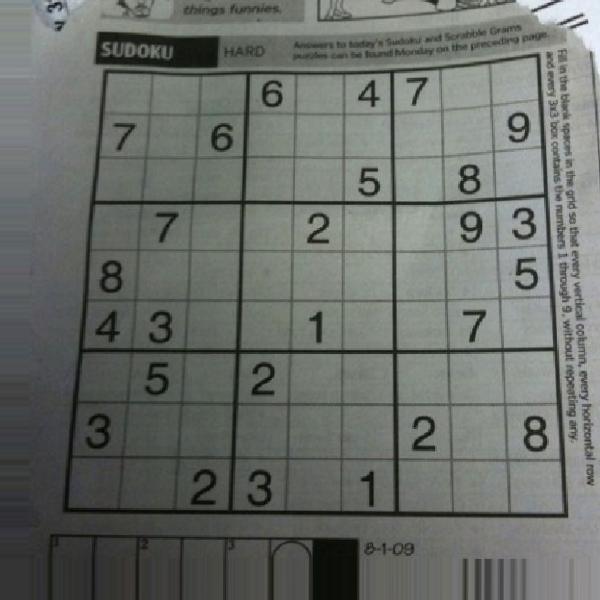 things funnies.
SUDOKU HARD Answers to today's Sudoku and Scrabble Grams
puzzles can be found Monday on the preceding page.
6 4 7
7 6 9
5 8
7 2 9 3
8 5
4 3 1 7
5 2
3 2 8
2 3 1
Fill in the blank spaces in the grid so that every vertical column, every horizontal row
and every 3x3 box contains the numbers 1 through 9, without repeating any.
1 2 3
8-1-09